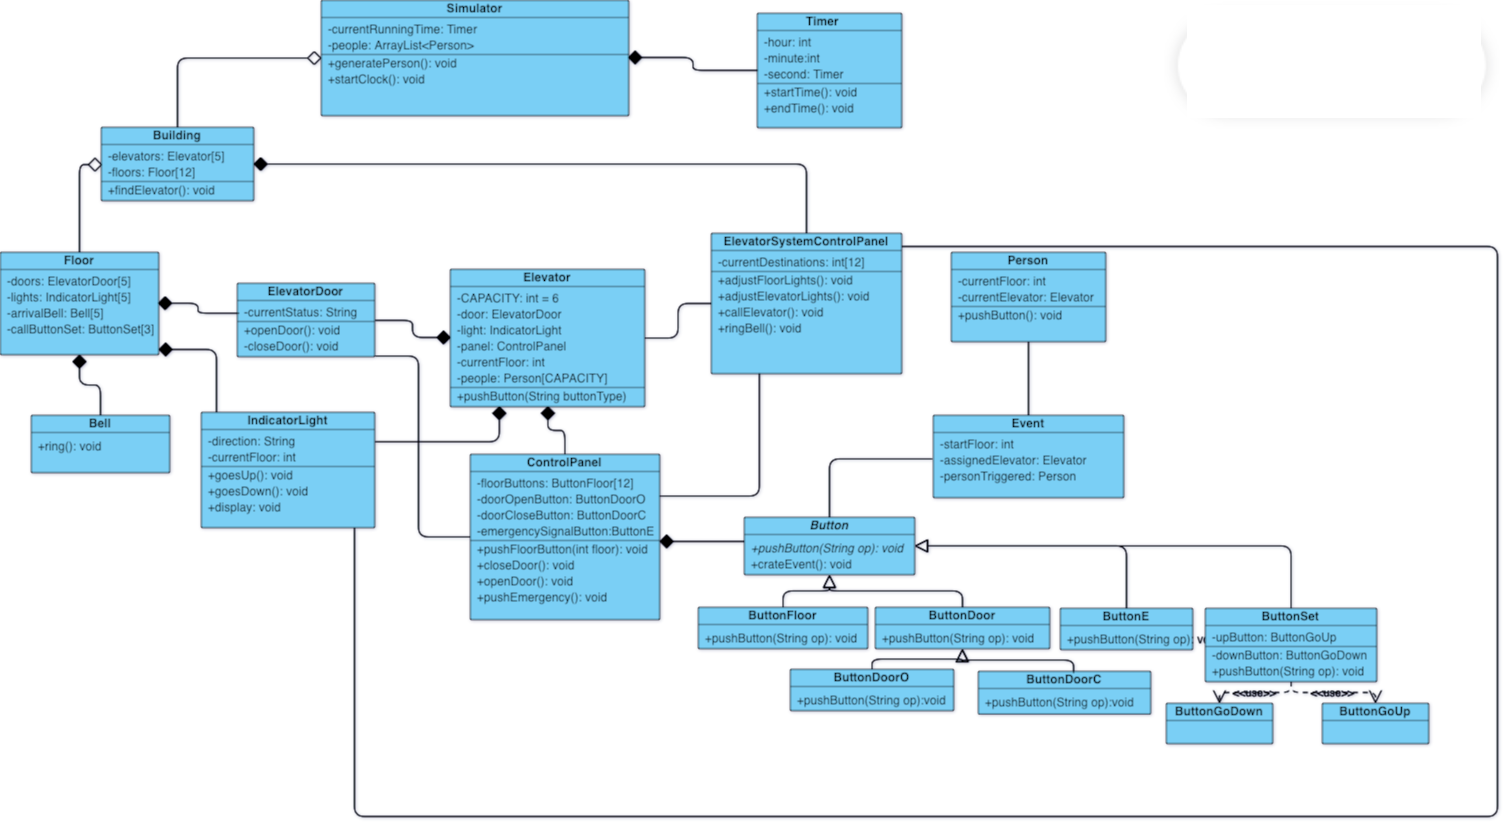 Simulator
-currentRunningTime: Timer
-people: ArrayList<Person>
+generatePerson(): void
+startClock(): void
Timer
-hour: int
-minute:int
-second: Timer
+startTime(): void
+endTime(): void
Building
-elevators: Elevator[5]
-floors: Floor[12]
+findElevator(): void
Floor
-doors: ElevatorDoor[5]
-lights: IndicatorLight[5]
-arrivalBell: Bell[5]
-callButtonSet: ButtonSet[3]
ElevatorDoor
-currentStatus: String
+openDoor(): void
-closeDoor(): void
Elevator
-CAPACITY: int = 6
-door: ElevatorDoor
-light: IndicatorLight
-panel: ControlPanel
-currentFloor: int
-people: Person[CAPACITY]
+pushButton(String buttonType)
ElevatorSystemControlPanel
-currentDestinations: int[12]
+adjustFloorLights(): void
+adjustElevatorLights(): void
+callElevator(): void
+ringBell(): void
Person
-currentFloor: int
-currentElevator: Elevator
+pushButton(): void
Bell
+ring(): void
IndicatorLight
-direction: String
-currentFloor: int
+goesUp(): void
+goesDown(): void
+display: void
ControlPanel
-floorButtons: ButtonFloor[12]
-doorOpenButton: ButtonDoorO
-doorCloseButton: ButtonDoorC
-emergencySignalButton:ButtonE
+pushFloorButton(int floor): void
+closeDoor(): void
+openDoor(): void
+pushEmergency(): void
Event
-startFloor: int
-assignedElevator: Elevator
-personTriggered: Person
Button
+pushButton(String op): void
+crateEvent(): void
ButtonFloor
+pushButton(String op): void
ButtonDoor
+pushButton(String op): void
ButtonE
+pushButton(String op): v
ButtonSet
-upButton: ButtonGoUp
-downButton: ButtonGoDown
+pushButton(String op): void
ButtonDoorO
+pushButton(String op):void
ButtonDoorC
+pushButton(String op):void
<<use>>
<<use>>
ButtonGoDown
ButtonGoUp